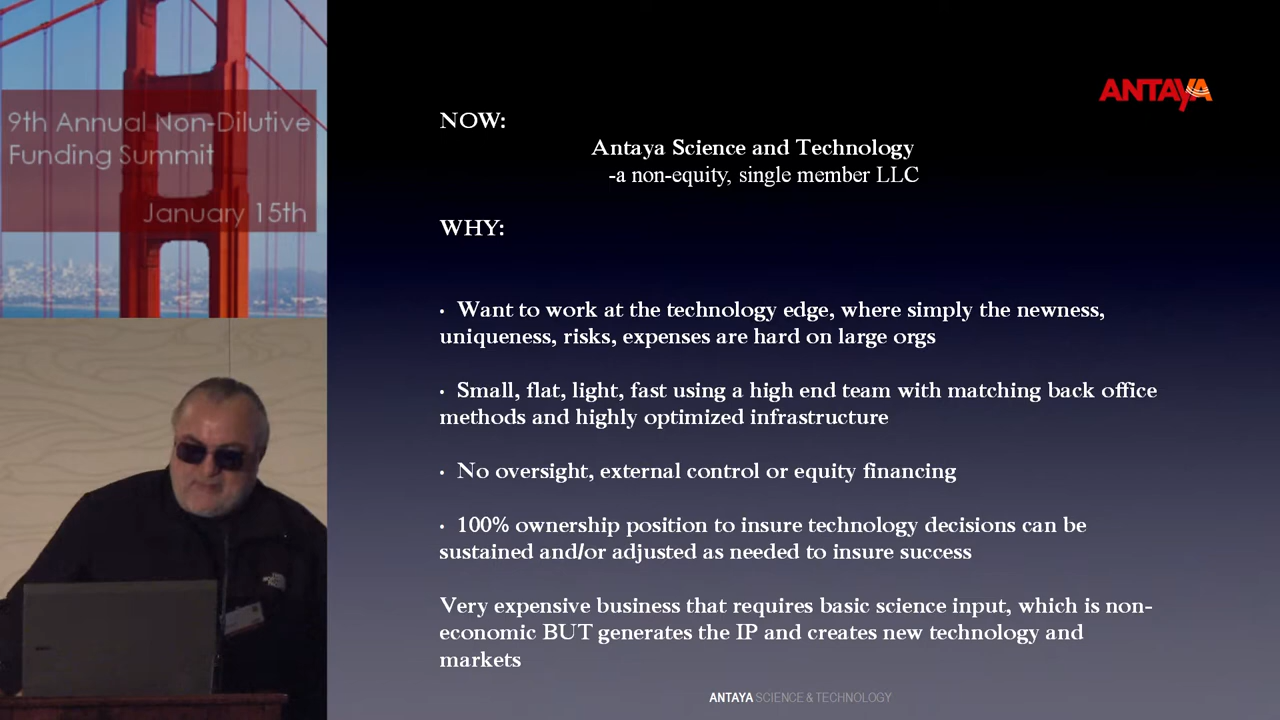 9th Annual Non-Dilutive
Funding Summit
January 15th
ANTAYA
NOW:
Antaya Science and Technology
-a non-equity, single member LLC
WHY:
• Want to work at the technology edge, where simply the newness,
uniqueness, risks, expenses are hard on large orgs
• Small, flat, light, fast using a high end team with matching back office
methods and highly optimized infrastructure
• No oversight, external control or equity financing
• 100% ownership position to insure technology decisions can be
sustained and/or adjusted as needed to insure success
Very expensive business that requires basic science input, which is non-
economic BUT generates the IP and creates new technology and
markets
ANTAYA SCIENCE & TECHNOLOGY